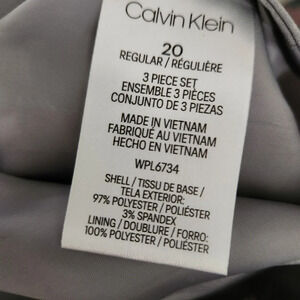 Calvin Klein
20
REGULAR / RÉGULIÈRE
3 PIECE SET
ENSEMBLE 3 PIÈCES
CONJUNTO DE 3 PIEZAS
MADE IN VIETNAM
FABRIQUÉ AU VIETNAM
HECHO EN VIETNAM
WPL6734
SHELL / TISSU DE BASE /
TELA EXTERIOR:
97% POLYESTER / POLIÉSTER
3% SPANDEX
LINING / DOUBLURE / FORRO:
100% POLYESTER / POLIÉSTER